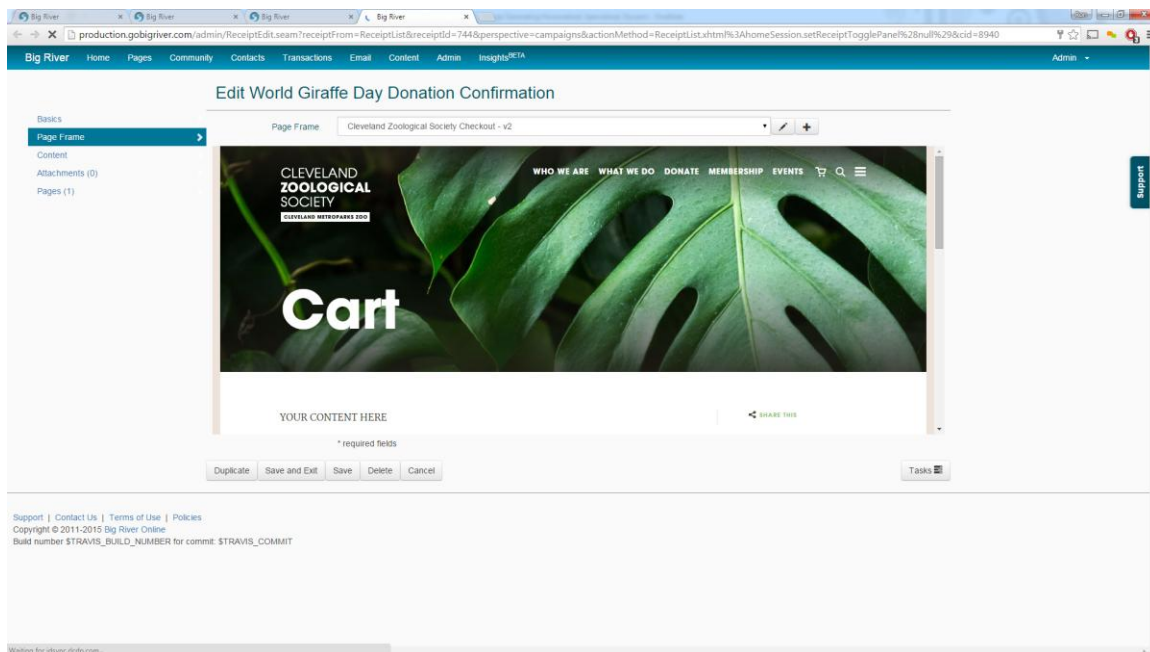 Big River
Big River
Big River
Big River
production.gobigriver.com/admin/ReceiptEdit.seam?receiptFrom=ReceiptList&receiptId=744&perspective=campaigns&actionMethod=ReceiptList.xhtml%3AhomeSession.setReceiptTogglePanel%28null%29&cid=8940
Big River Home Pages Community Contacts Transactions Email Content Admin InsightsBETA Admin
Edit World Giraffe Day Donation Confirmation
Basics
Page Frame
Content
Attachments (0)
Pages (1)
Page Frame Cleveland Zoological Society Checkout - v2
CLEVELAND
ZOOLOGICAL
SOCIETY
CLEVELAND METROPARKS ZOO
WHO WE ARE WHAT WE DO DONATE MEMBERSHIP EVENTS
Cart
YOUR CONTENT HERE
SHARE THIS
* required fields
Duplicate Save and Exit Save Delete Cancel Tasks
Support
Support | Contact Us | Terms of Use | Policies
Copyright © 2011-2015 Big River Online
Build number $TRAVIS_BUILD_NUMBER for commit: $TRAVIS_COMMIT
Waiting for